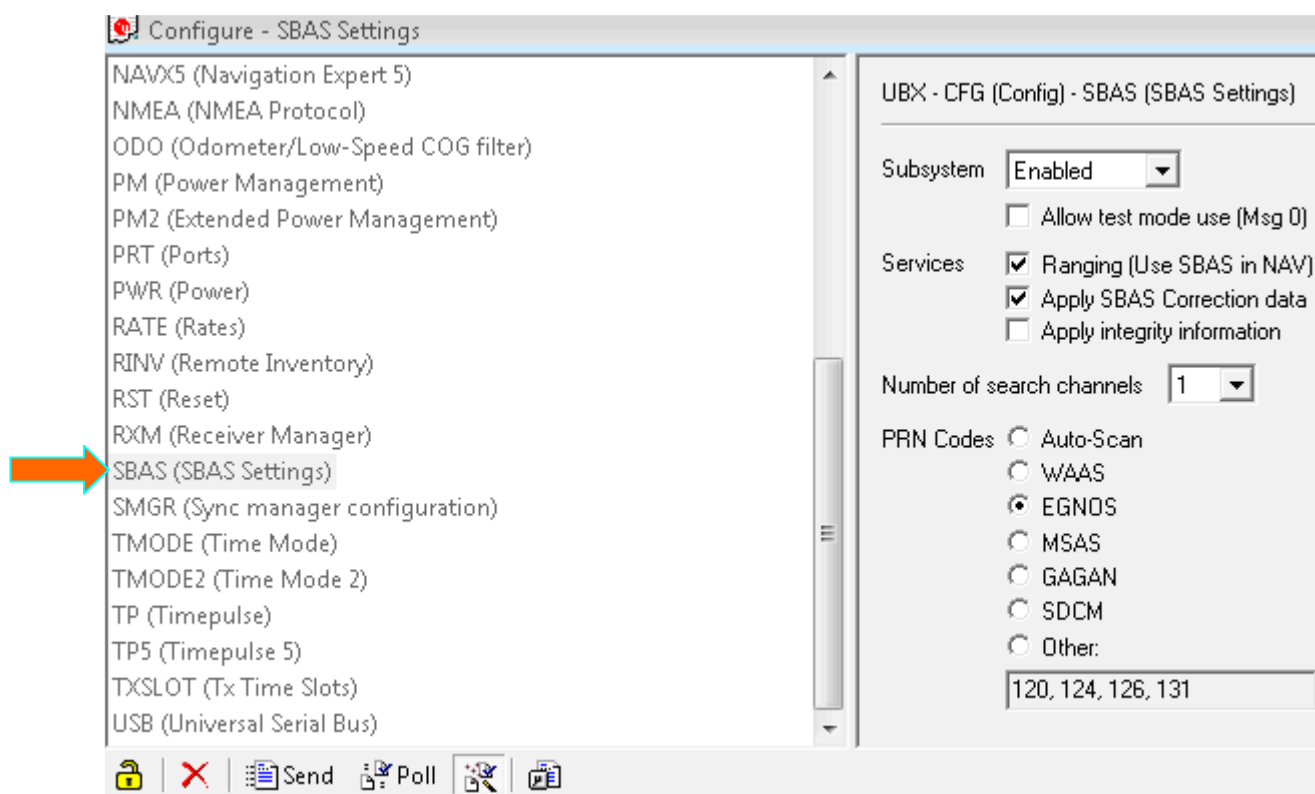 Configure - SBAS Settings
NAVX5 (Navigation Expert 5)
NMEA (NMEA Protocol)
ODO (Odometer/Low-Speed COG filter)
PM (Power Management)
PM2 (Extended Power Management)
PRT (Ports)
PWR (Power)
RATE (Rates)
RINV (Remote Inventory)
RST (Reset)
RXM (Receiver Manager)
SBAS (SBAS Settings)
SMGR (Sync manager configuration)
TMODE (Time Mode)
TMODE2 (Time Mode 2)
TP (Timepulse)
TP5 (Timepulse 5)
TXSLOT (Tx Time Slots)
USB (Universal Serial Bus)
UBX - CFG (Config) - SBAS (SBAS Settings)
Subsystem Enabled
Allow test mode use (Msg 0)
Services Ranging (Use SBAS in NAV)
Apply SBAS Correction data
Apply integrity information
Number of search channels 1
PRN Codes Auto-Scan
WAAS
EGNOS
MSAS
GAGAN
SDCM
Other:
120, 124, 126, 131
Send Poll